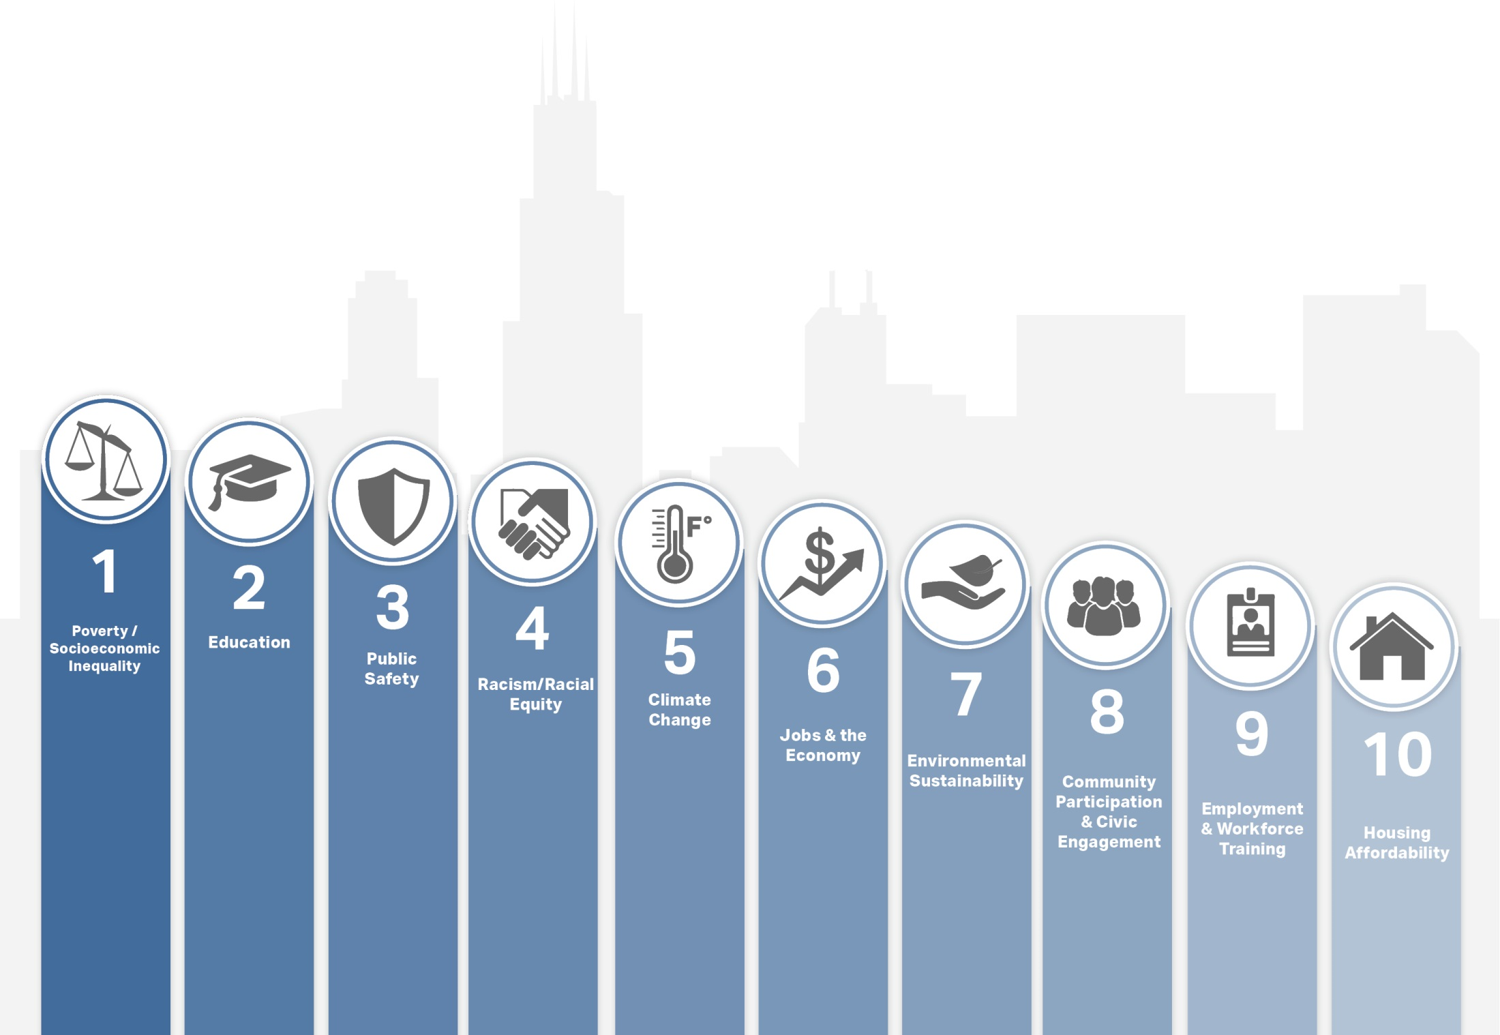 1
Poverty /
Socioeconomic
Inequality
2
Education
3
Public
Safety
4
Racism/Racial
Equity
F°
5
Climate
Change
$
6
Jobs & the
Economy
7
Environmental
Sustainability
8
Community
Participation
& Civic
Engagement
9
Employment
& Workforce
Training
10
Housing
Affordability